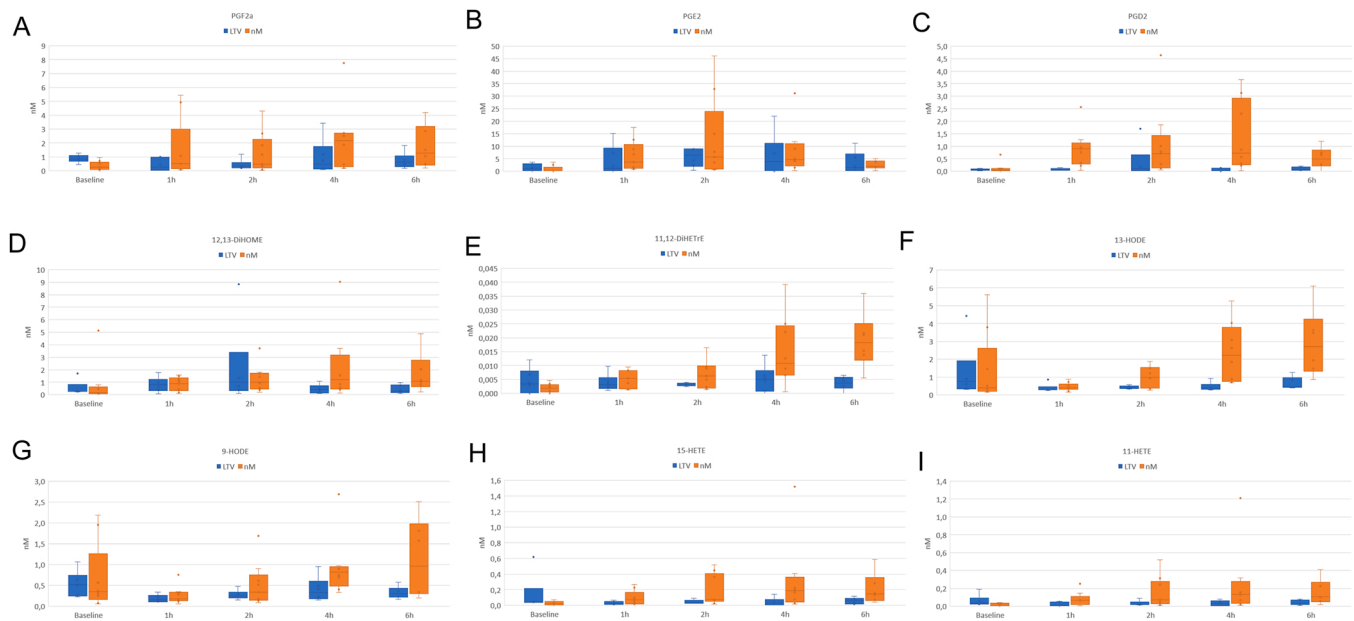 A
PGF2a
LTV nM
9
8
7
6
5
4
3
2
1
0
nM
Baseline 1h 2h 4h 6h
B
PGE2
LTV nM
50
45
40
35
30
25
20
15
10
5
0
nM
Baseline 1h 2h 4h 6h
C
PGD2
LTV nM
5,0
4,5
4,0
3,5
3,0
2,5
2,0
1,5
1,0
0,5
0,0
nM
Baseline 1h 2h 4h 6h
D
12,13-DiHOME
LTV nM
10
9
8
7
6
5
4
3
2
1
0
nM
Baseline 1h 2h 4h 6h
E
11,12-DiHETrE
LTV nM
0,045
0,040
0,035
0,030
0,025
0,020
0,015
0,010
0,005
0,000
nM
Baseline 1h 2h 4h 6h
F
13-HODE
LTV nM
7
6
5
4
3
2
1
0
nM
Baseline 1h 2h 4h 6h
G
9-HODE
LTV nM
3,0
2,5
2,0
1,5
1,0
0,5
0,0
nM
Baseline 1h 2h 4h 6h
H
15-HETE
LTV nM
1,6
1,4
1,2
1,0
0,8
0,6
0,4
0,2
0,0
nM
Baseline 1h 2h 4h 6h
I
11-HETE
LTV nM
1,4
1,2
1,0
0,8
0,6
0,4
0,2
0,0
nM
Baseline 1h 2h 4h 6h